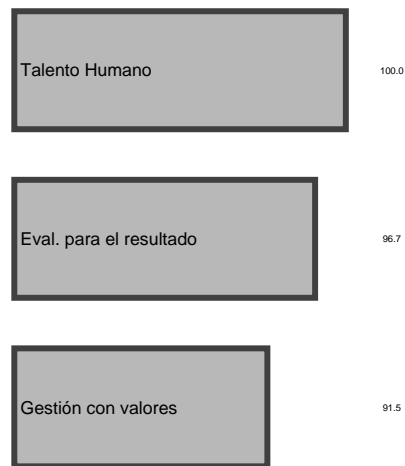 Talento Humano 100.0
Eval. para el resultado 96.7
Gestión con valores 91.5